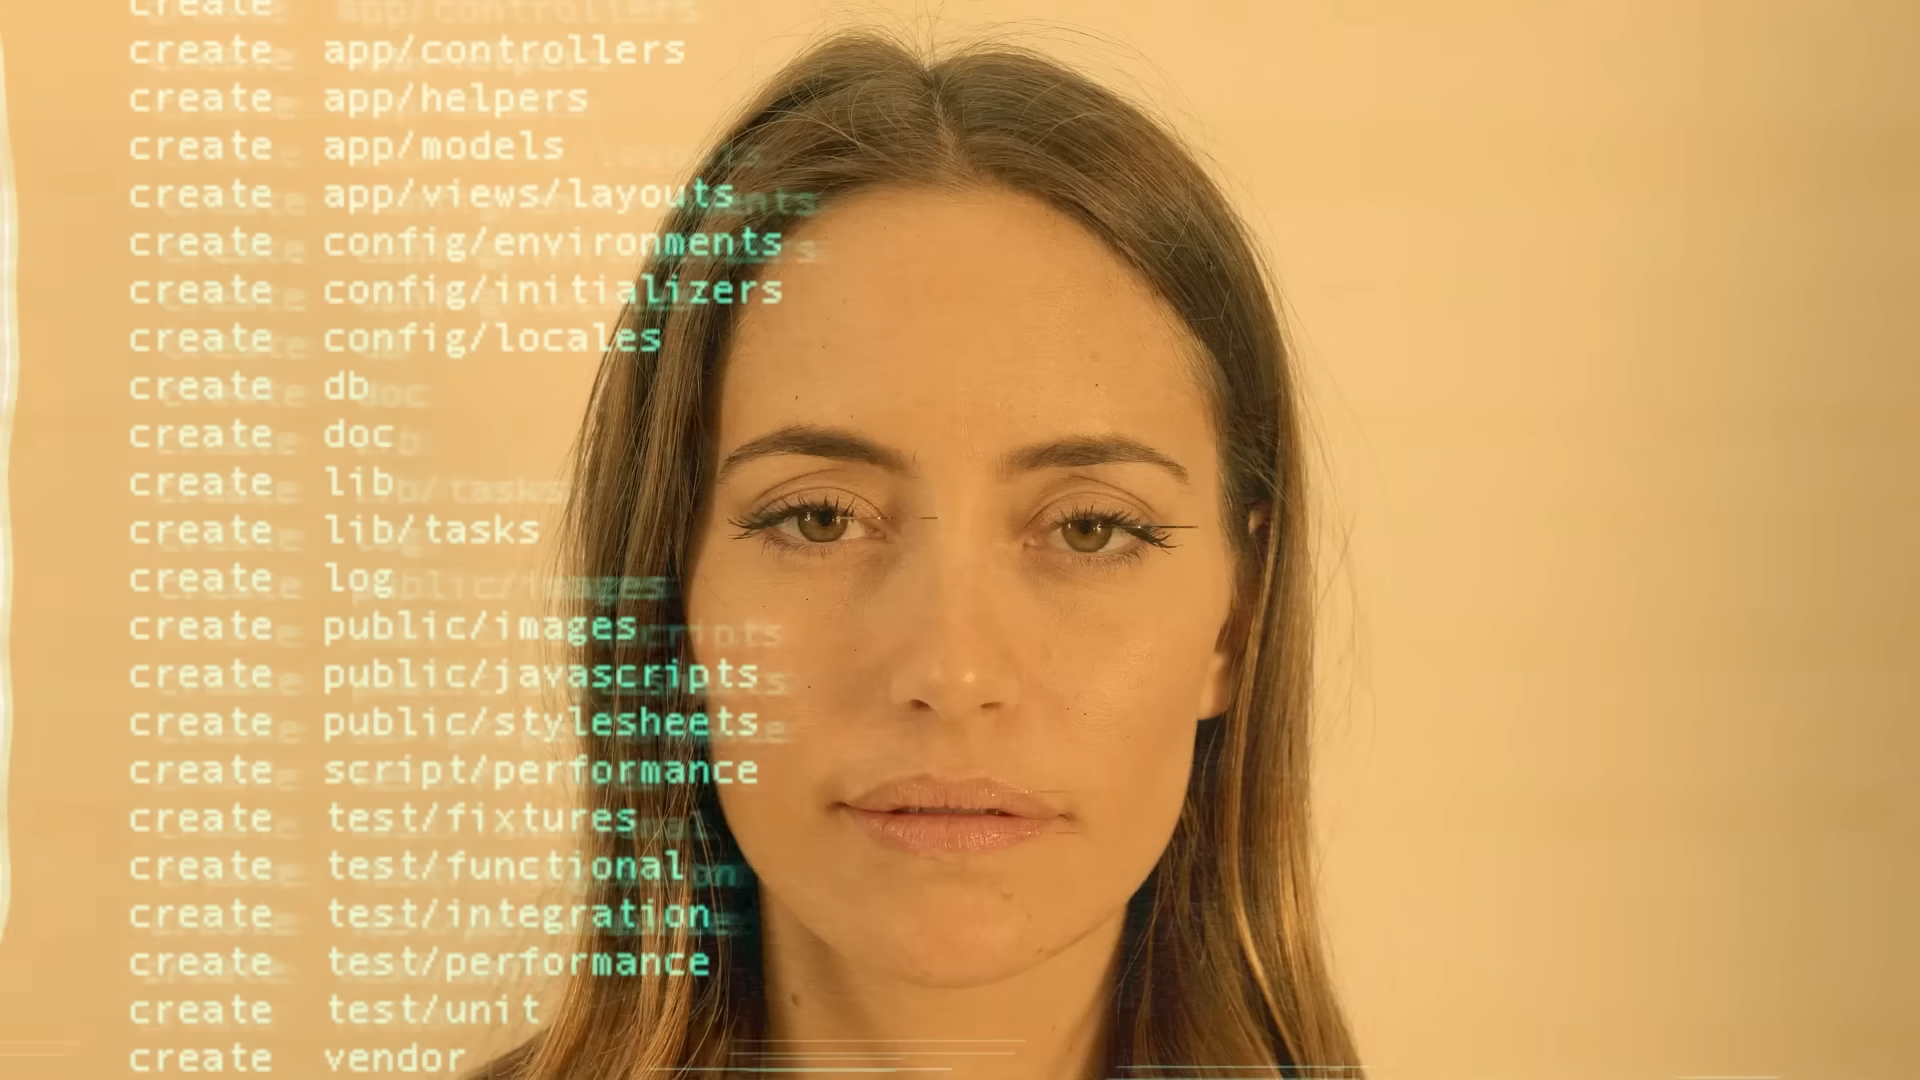 create app/controllers
create app/helpers
create app/models
create app/views/layouts
create config/environments
create config/initializers
create config/locales
create db
create doc
create lib
create lib/tasks
create log
create public/images
create public/javascripts
create public/stylesheets
create script/performance
create test/fixtures
create test/functional
create test/integration
create test/performance
create test/unit
create vendor